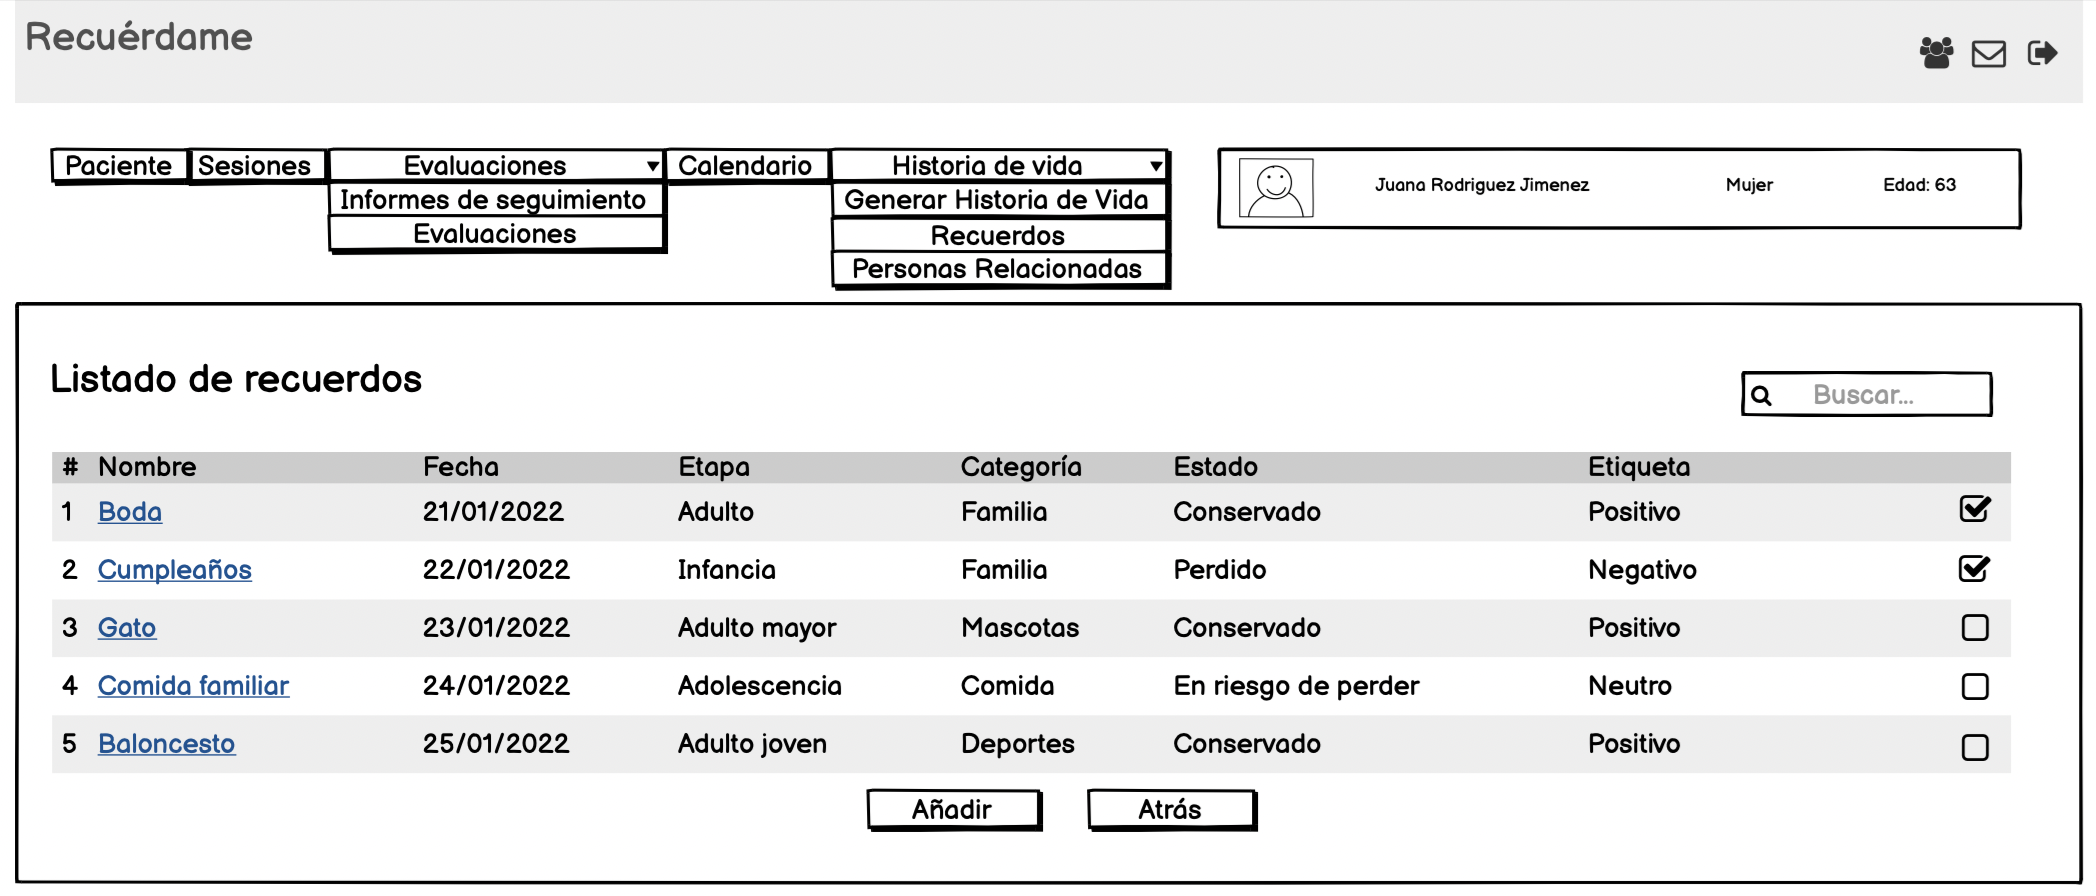 Recuérdame
Paciente Sesiones Evaluaciones Calendario Historia de vida
Informes de seguimiento
Evaluaciones
Generar Historia de Vida
Recuerdos
Personas Relacionadas
Juana Rodriguez Jimenez Mujer Edad: 63
Listado de recuerdos
Buscar...
# Nombre Fecha Etapa Categoría Estado Etiqueta
1 Boda 21/01/2022 Adulto Familia Conservado Positivo
2 Cumpleaños 22/01/2022 Infancia Familia Perdido Negativo
3 Gato 23/01/2022 Adulto mayor Mascotas Conservado Positivo
4 Comida familiar 24/01/2022 Adolescencia Comida En riesgo de perder Neutro
5 Baloncesto 25/01/2022 Adulto joven Deportes Conservado Positivo
Añadir Atrás